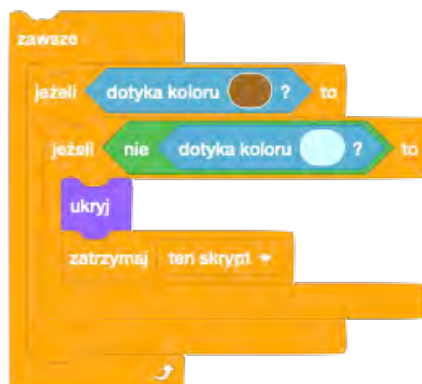 zawsze
jeżeli dotyka koloru ? to
jeżeli nie dotyka koloru ? to
ukryj
zatrzymaj ten skrypt